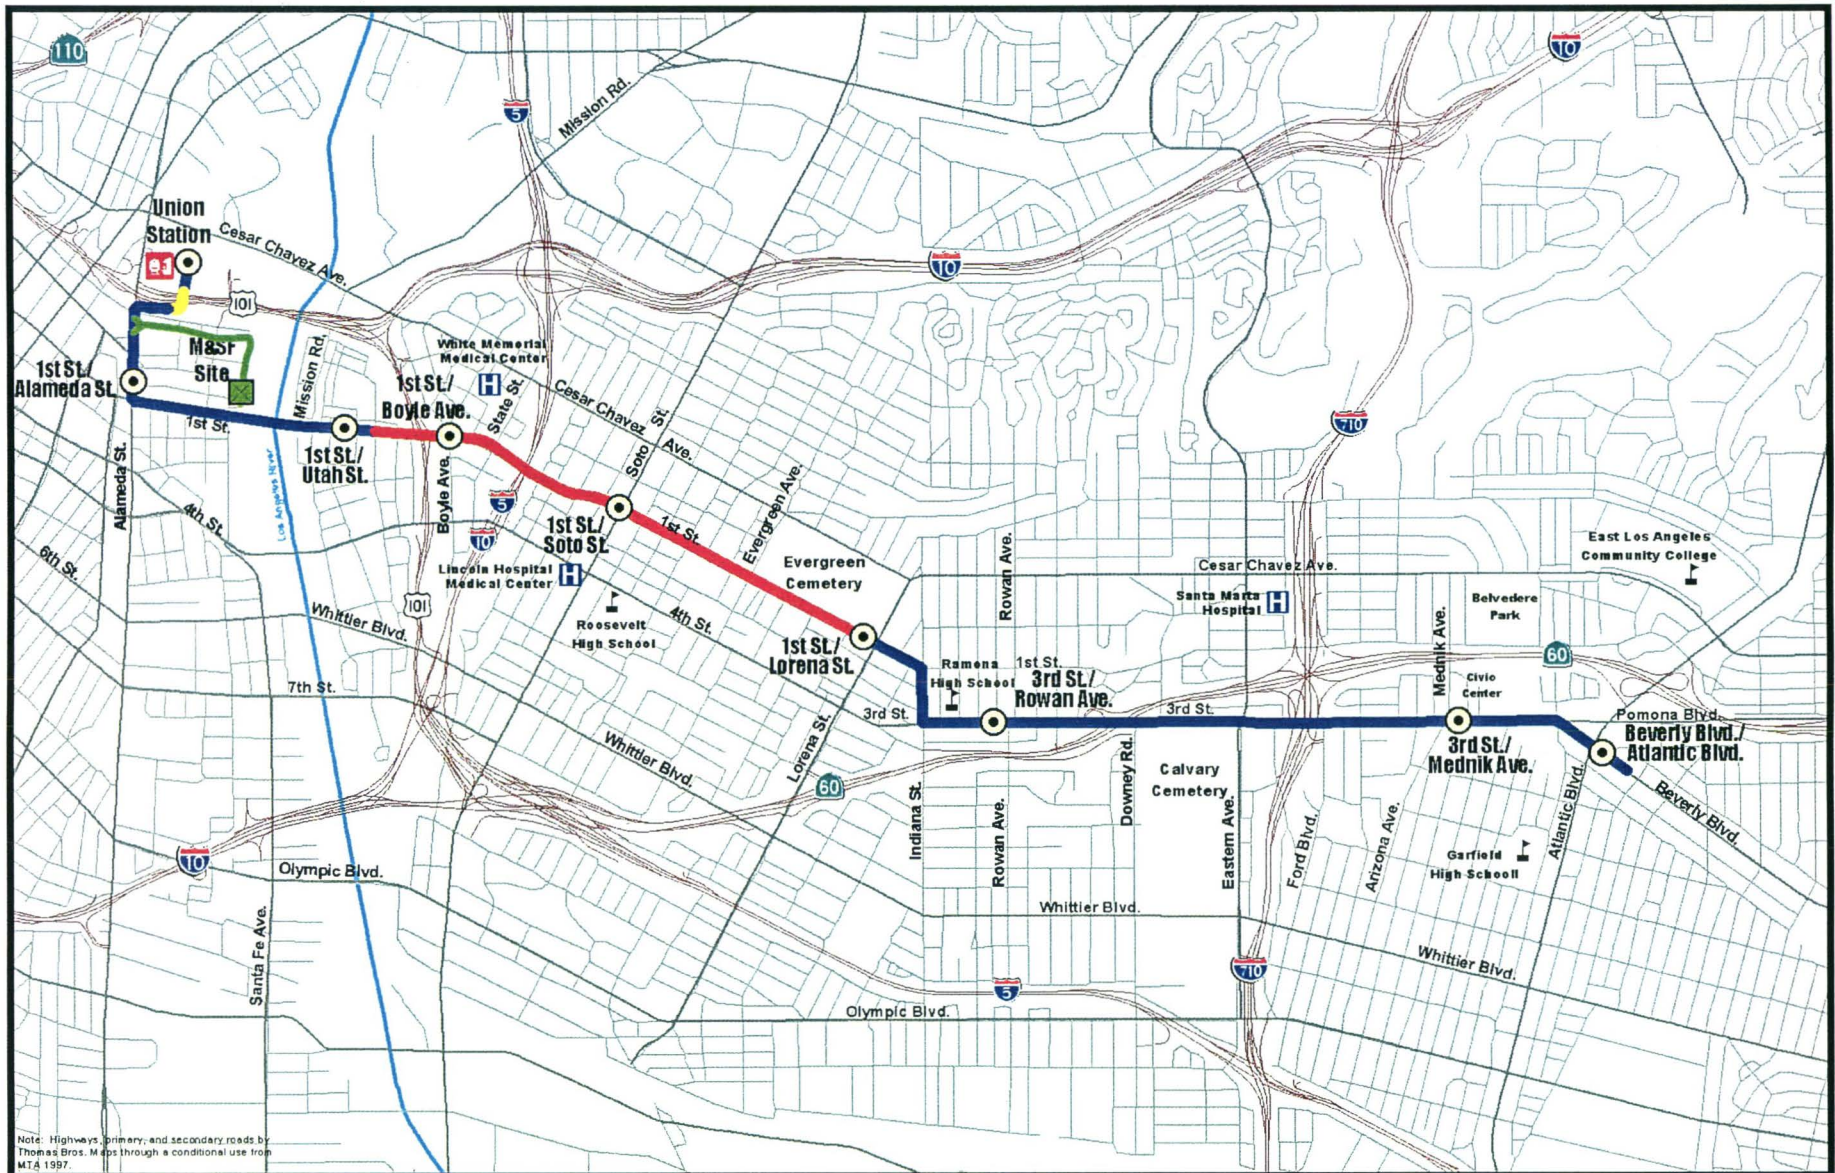 110
10
5
Mission Rd.
Union
Station
Cesar Chavez Ave.
101
10
M&SF
Site
1st St./
Alameda St.
Mission Rd.
White Memorial
Medical Center
H
1st St./
Boyle Ave.
State St.
Cesar Chavez Ave.
Soto St.
1st St.
1st St./
Utah St.
Alameda St.
Los Angeles River
Boyle Ave.
5
10
710
4th St.
6th St.
1st St./
Soto St.
1st St.
Evergreen Ave.
Evergreen
Cemetery
Lincoln Hospital
Medical Center
H
Roosevelt
High School
4th St.
101
Whittier Blvd.
7th St.
Rowan Ave.
Cesar Chavez Ave.
Santa Marta
Hospital
H
East Los Angeles
Community College
Belvedere
Park
Mednik Ave.
60
Civic
Center
1st St./
Lorena St.
Ramona
High School
1st St.
3rd St./
Rowan Ave.
3rd St.
3rd St.
Pomona Blvd.
Beverly Blvd./
Atlantic Blvd.
3rd St./
Mednik Ave.
Whittier Blvd.
Lorena St.
60
Indiana St.
Rowan Ave.
Downey Rd.
Calvary
Cemetery
Eastern Ave.
Ford Blvd.
Arizona Ave.
Garfield
High Schooll
Atlantic Blvd.
Beverly Blvd.
10
Olympic Blvd.
Santa Fe Ave.
Whittier Blvd.
Whittier Blvd.
710
5
Olympic Blvd.
Note: Highways, primary, and secondary roads by
Thomas Bros. Maps through a conditional use from
MTA 1997.